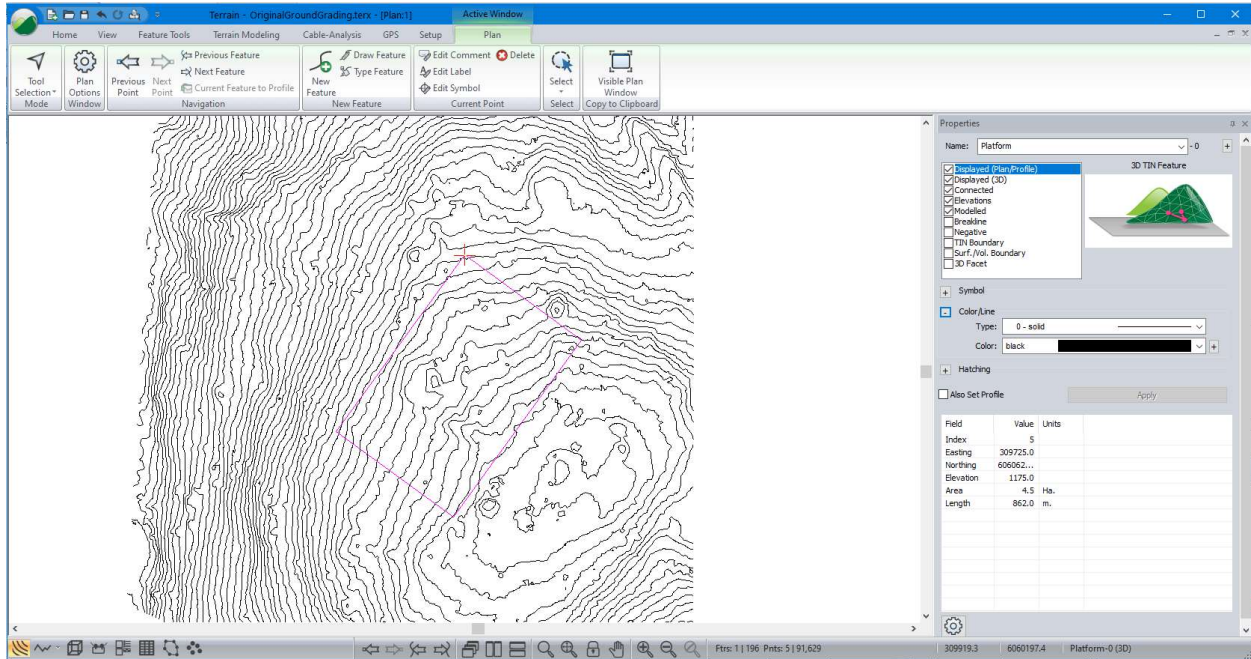 Terrain - OriginalGroundGrading.terx - [Plan:1]
Active Window
Home View Feature Tools Terrain Modeling Cable-Analysis GPS Setup Plan
Tool Selection
Mode
Plan Options
Window
Previous Point
Next Point
Previous Feature
Next Feature
Current Feature to Profile
Navigation
New Feature
Draw Feature
Type Feature
New Feature
Edit Comment
Delete
Edit Label
Edit Symbol
Current Point
Select
Select
Visible Plan Window
Copy to Clipboard
Properties
Name: Platform - 0 +
Displayed (Plan/Profile)
Displayed (3D)
Connected
Elevations
Modelled
Breakline
Negative
TIN Boundary
Surf./Vol. Boundary
3D Facet
3D TIN Feature
+ Symbol
- Color/Line
Type: 0 - solid
Color: black +
+ Hatching
Also Set Profile
Apply
Field Value Units
Index 5
Easting 309725.0
Northing 606062...
Elevation 1175.0
Area 4.5 Ha.
Length 862.0 m.
Ftrs: 1 | 196 Pnts: 5 | 91,629
309919.3 6060197.4 Platform-0 (3D)